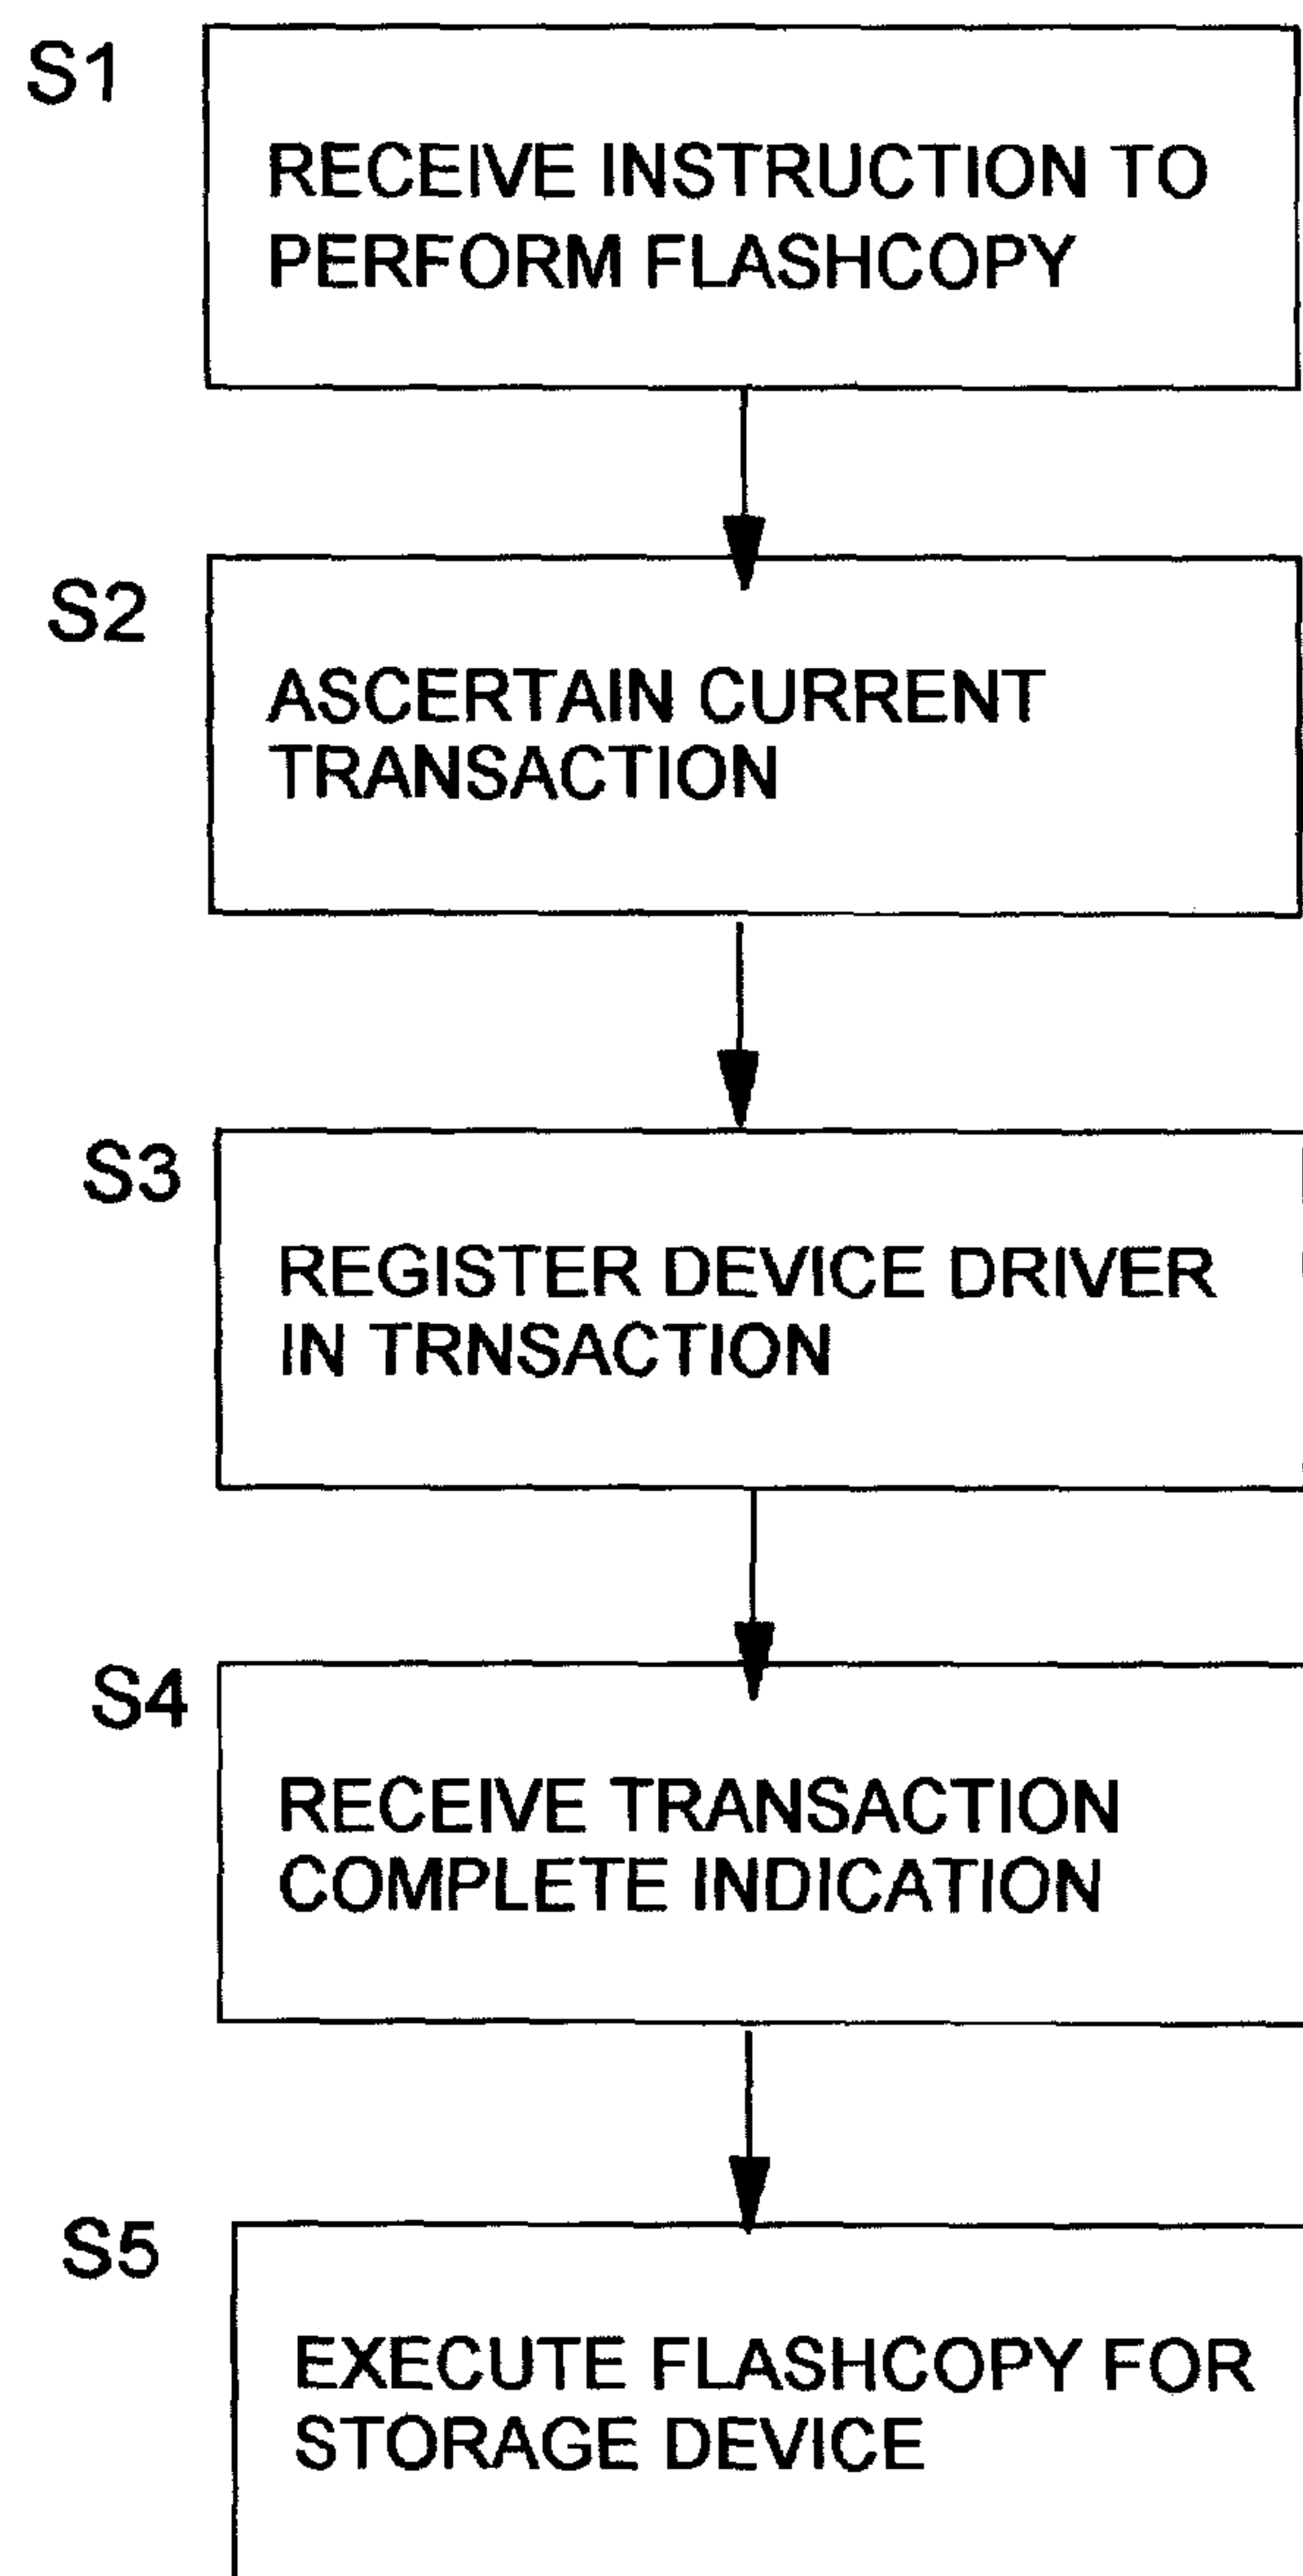 S1
RECEIVE INSTRUCTION TO
PERFORM FLASHCOPY
S2
ASCERTAIN CURRENT
TRANSACTION
S3
REGISTER DEVICE DRIVER
IN TRNSACTION
S4
RECEIVE TRANSACTION
COMPLETE INDICATION
S5
EXECUTE FLASHCOPY FOR
STORAGE DEVICE